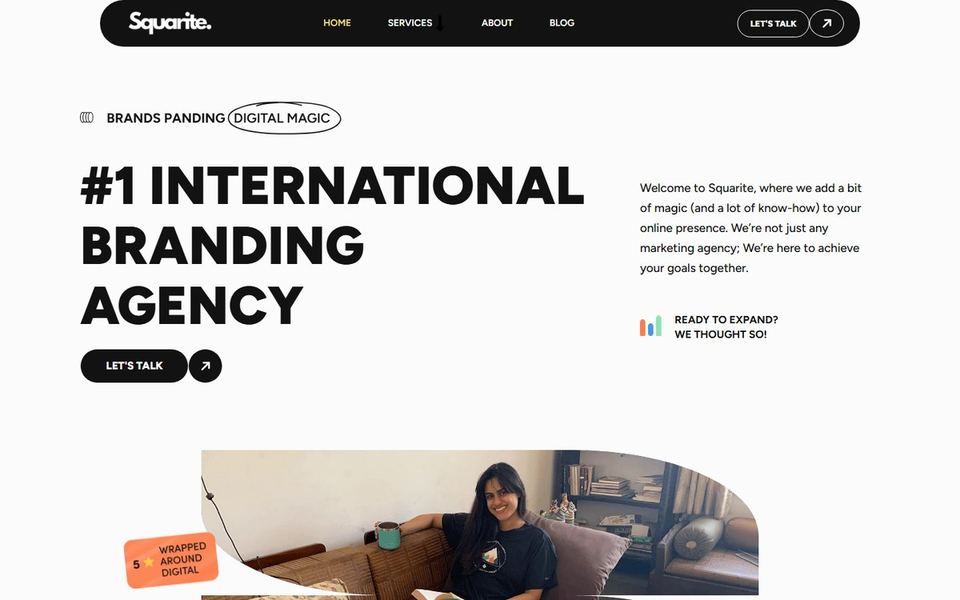 Squarite.
HOME
SERVICES
ABOUT
BLOG
LET'S TALK
BRANDS PANDING DIGITAL MAGIC
#1 INTERNATIONAL
BRANDING
AGENCY
LET'S TALK
Welcome to Squarite, where we add a bit
of magic (and a lot of know-how) to your
online presence. We're not just any
marketing agency; We're here to achieve
your goals together.
READY TO EXPAND?
WE THOUGHT SO!
5
WRAPPED
AROUND
DIGITAL